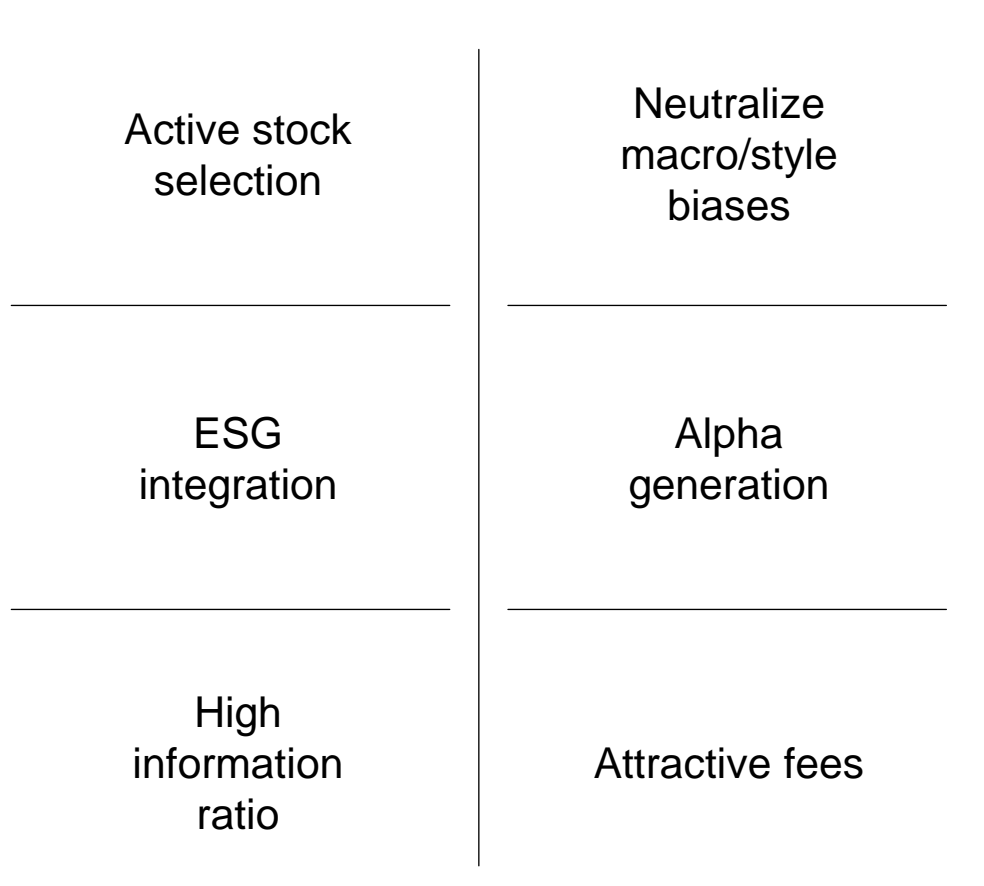 Active stock
selection
Neutralize
macro/style
biases
ESG
integration
Alpha
generation
High
information
ratio
Attractive fees